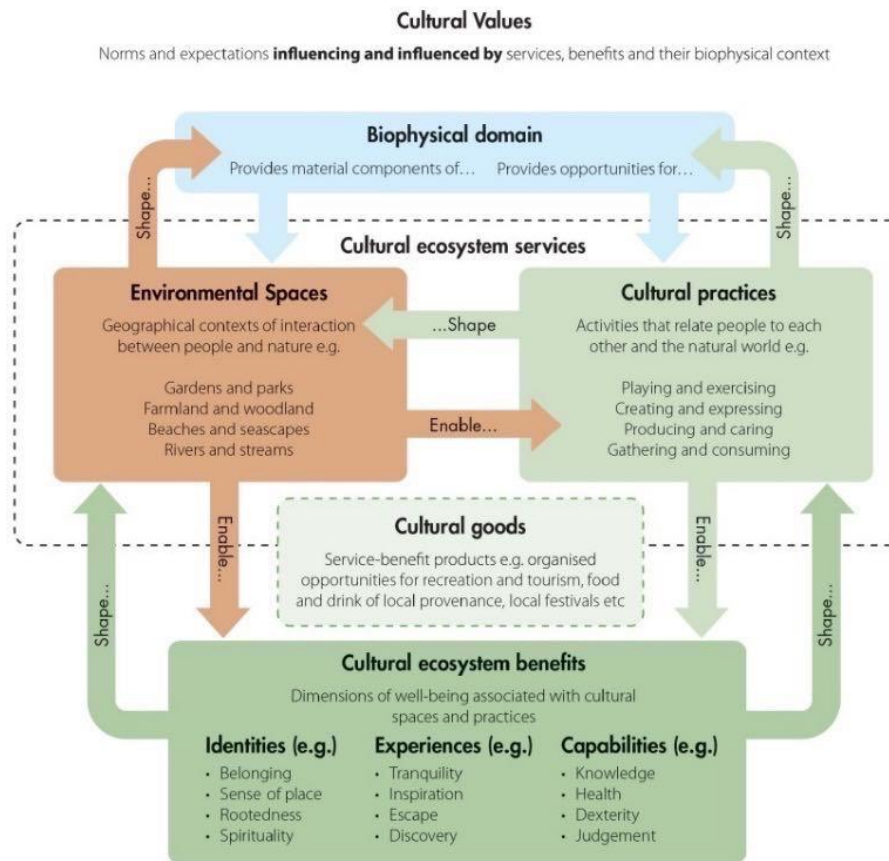 Cultural Values
Norms and expectations influencing and influenced by services, benefits and their biophysical context
Biophysical domain
Provides material components of... Provides opportunities for...
Shape...
Shape...
Cultural ecosystem services
Environmental Spaces
Geographical contexts of interaction
between people and nature e.g.
Gardens and parks
Farmland and woodland
Beaches and seascapes
Rivers and streams
...Shape
Enable...
Cultural practices
Activities that relate people to each
other and the natural world e.g.
Playing and exercising
Creating and expressing
Producing and caring
Gathering and consuming
Shape...
Enable...
Cultural goods
Service-benefit products e.g. organised
opportunities for recreation and tourism, food
and drink of local provenance, local festivals etc
Enable...
Shape...
Cultural ecosystem benefits
Dimensions of well-being associated with cultural
spaces and practices
Identities (e.g.)
• Belonging
• Sense of place
• Rootedness
• Spirituality
Experiences (e.g.)
• Tranquility
• Inspiration
• Escape
• Discovery
Capabilities (e.g.)
• Knowledge
• Health
• Dexterity
• Judgement